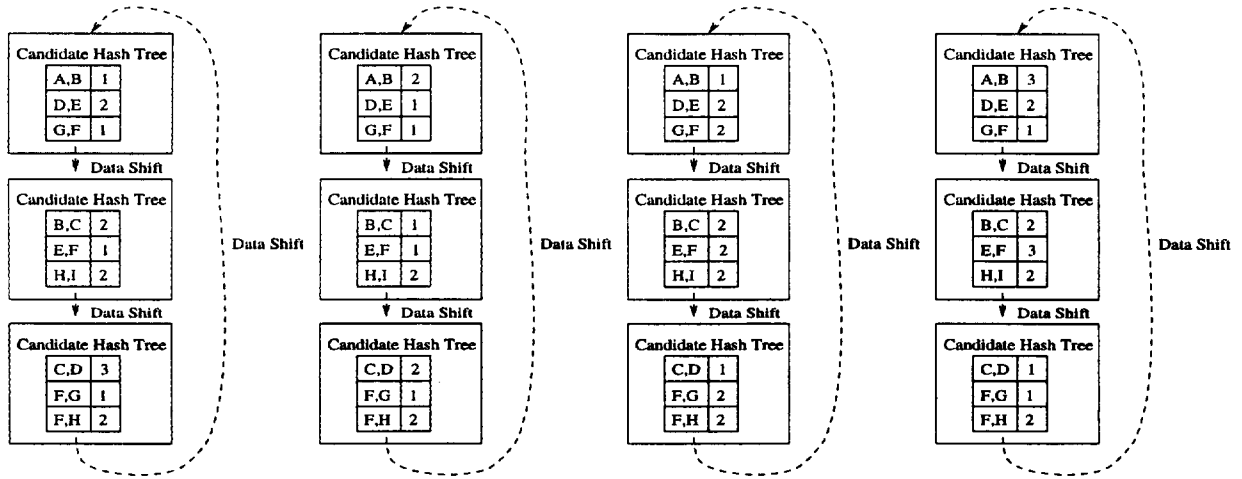 Candidate Hash Tree
A,B 1
D,E 2
G,F 1
Data Shift
Candidate Hash Tree
B,C 2
E,F 1
H,I 2
Data Shift
Candidate Hash Tree
C,D 3
F,G 1
F,H 2
Data Shift
Candidate Hash Tree
A,B 2
D,E 1
G,F 1
Data Shift
Candidate Hash Tree
B,C 1
E,F 1
H,I 2
Data Shift
Candidate Hash Tree
C,D 2
F,G 1
F,H 2
Data Shift
Candidate Hash Tree
A,B 1
D,E 2
G,F 2
Data Shift
Candidate Hash Tree
B,C 2
E,F 2
H,I 2
Data Shift
Candidate Hash Tree
C,D 1
F,G 2
F,H 2
Data Shift
Candidate Hash Tree
A,B 3
D,E 2
G,F 1
Data Shift
Candidate Hash Tree
B,C 2
E,F 3
H,I 2
Data Shift
Candidate Hash Tree
C,D 1
F,G 1
F,H 2
Data Shift